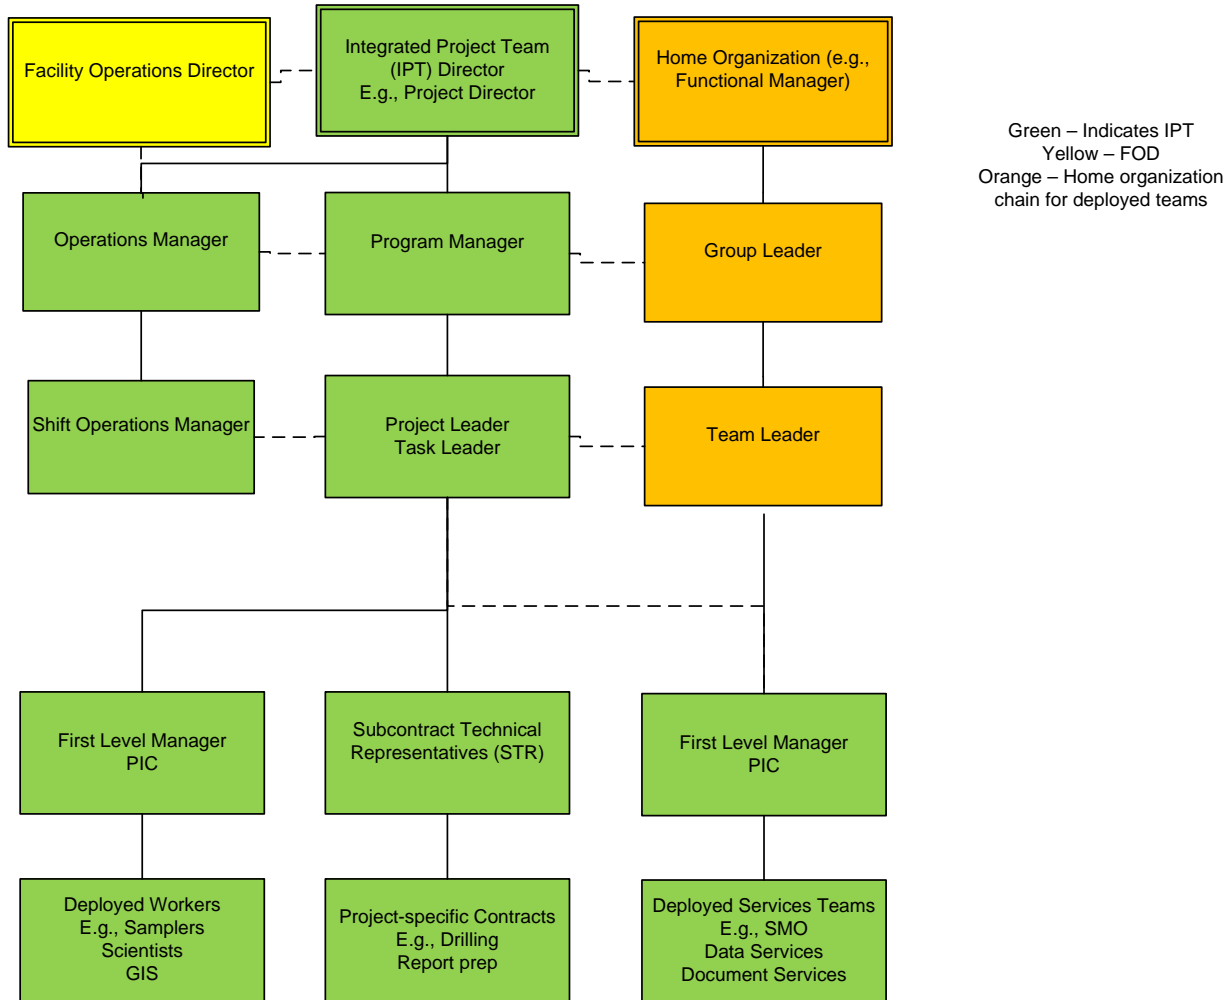 Facility Operations Director
Integrated Project Team
(IPT) Director
E.g., Project Director
Home Organization (e.g.,
Functional Manager)
Green – Indicates IPT
Yellow – FOD
Orange – Home organization
chain for deployed teams
Operations Manager
Program Manager
Group Leader
Shift Operations Manager
Project Leader
Task Leader
Team Leader
First Level Manager
PIC
Subcontract Technical
Representatives (STR)
First Level Manager
PIC
Deployed Workers
E.g., Samplers
Scientists
GIS
Project-specific Contracts
E.g., Drilling
Report prep
Deployed Services Teams
E.g., SMO
Data Services
Document Services